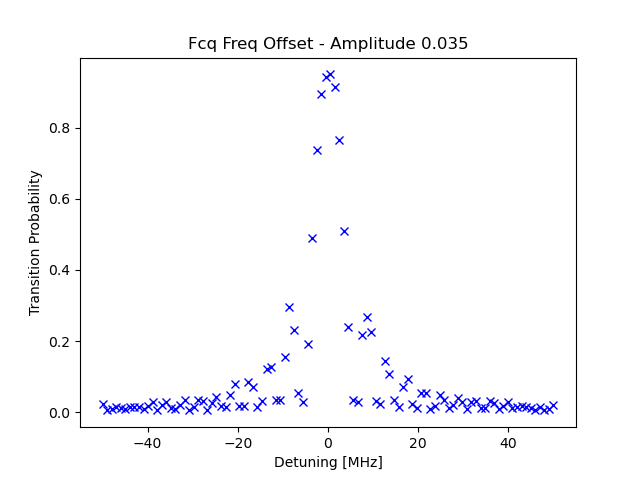 Fcq Freq Offset - Amplitude 0.035
Transition Probability
0.8
0.6
0.4
0.2
0.0
−40 −20 0 20 40
Detuning [MHz]